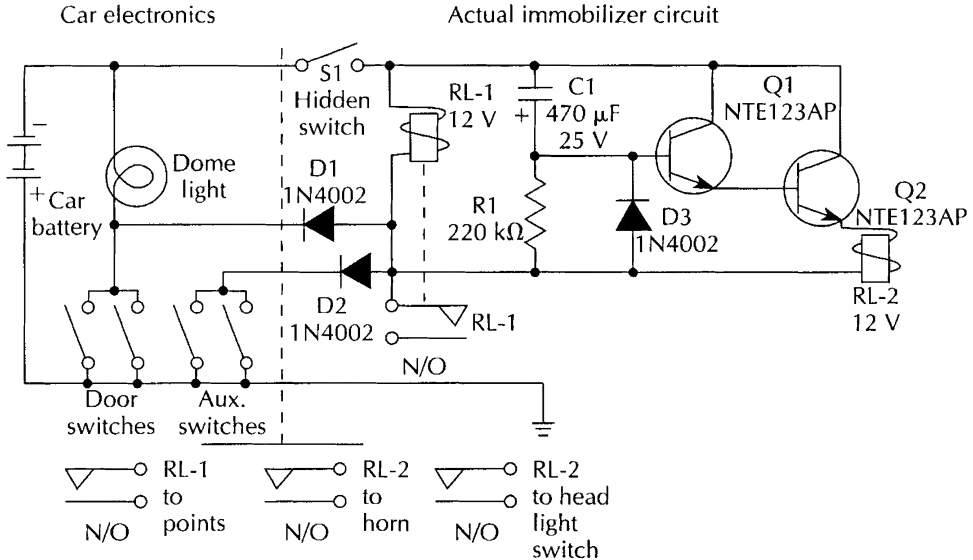 Car electronics
Actual immobilizer circuit
S1
Hidden
switch
RL-1
12 V
C1
470 µF
25 V
+
Q1
NTE123AP
−
+
Car
battery
Dome
light
D1
1N4002
R1
220 kΩ
D3
1N4002
Q2
NTE123AP
D2
1N4002
RL-1
N/O
RL-2
12 V
Door
switches
Aux.
switches
RL-1
to
points
N/O
RL-2
to
horn
N/O
RL-2
to head
light
switch
N/O